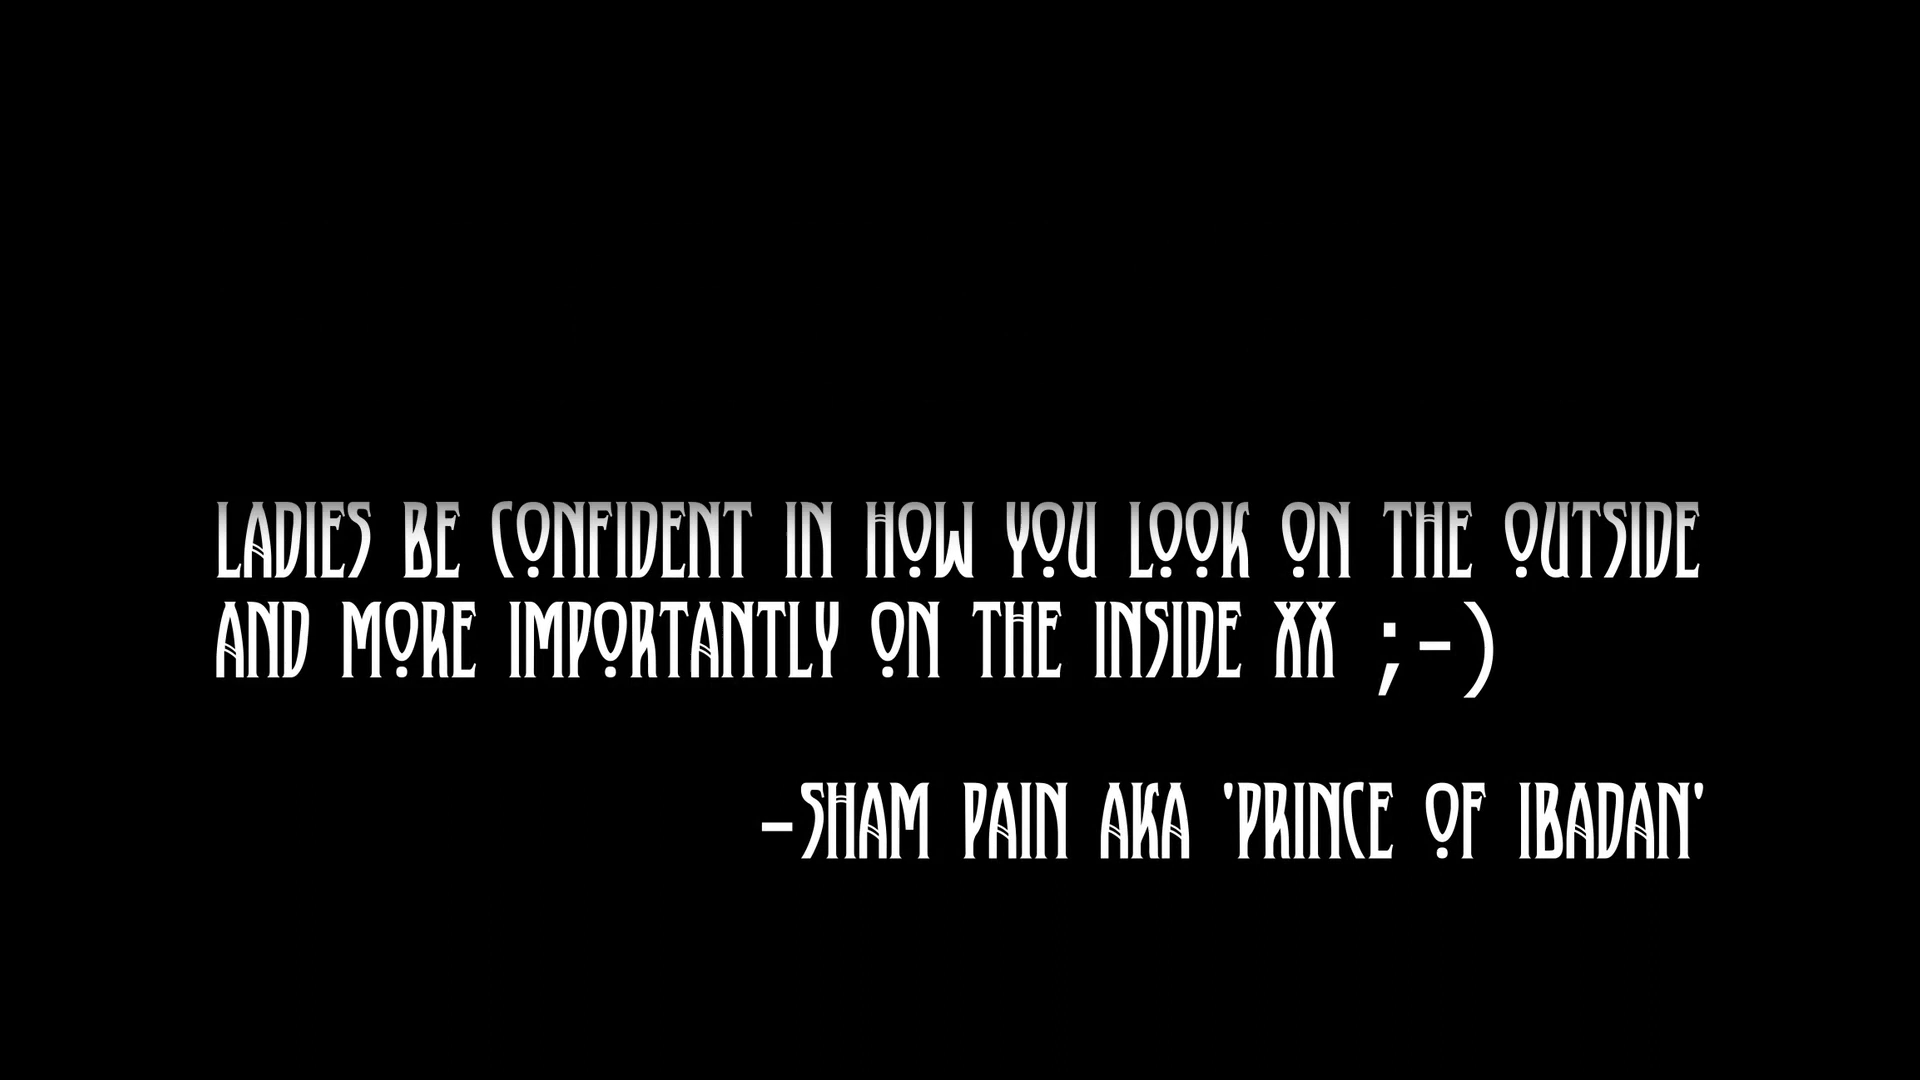 LADIES BE CONFIDENT IN HOW YOU LOOK ON THE OUTSIDE
AND MORE IMPORTANTLY ON THE INSIDE XX ;-)
-SHAM PAIN AKA 'PRINCE OF IBADAN'